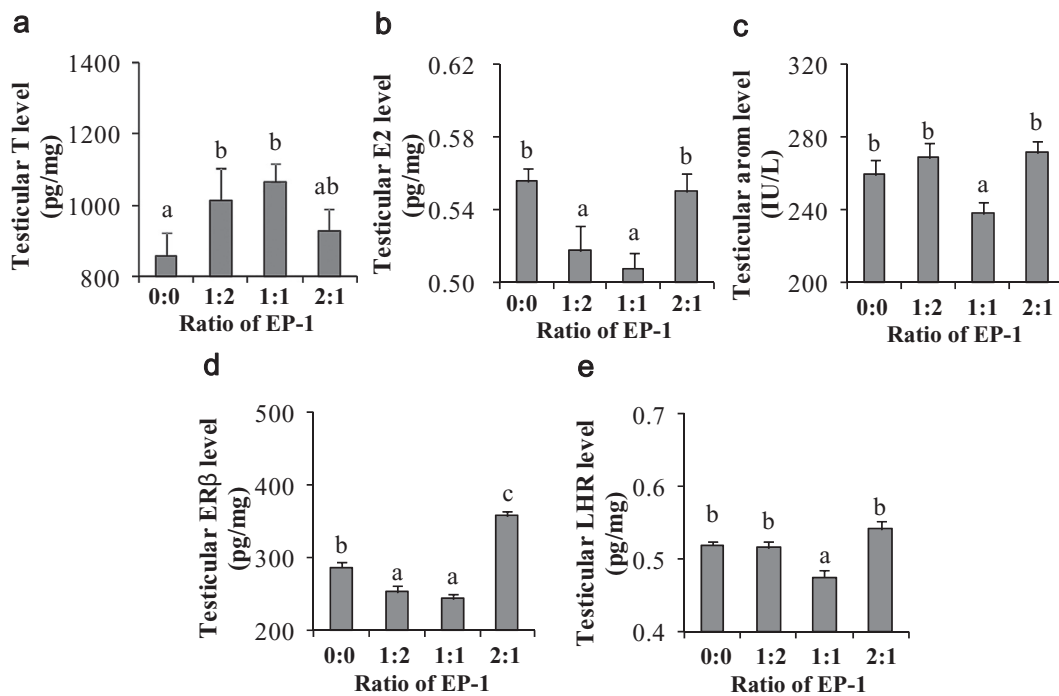 a
Testicular T level
(pg/mg)
1400
1200
1000
800
a
b
b
ab
0:0 1:2 1:1 2:1
Ratio of EP-1
b
Testicular E2 level
(pg/mg)
0.62
0.58
0.54
0.50
b
a
a
b
0:0 1:2 1:1 2:1
Ratio of EP-1
c
Testicular arom level
(IU/L)
320
280
240
200
b
b
a
b
0:0 1:2 1:1 2:1
Ratio of EP-1
d
Testicular ERβ level
(pg/mg)
500
400
300
200
b
a
a
c
0:0 1:2 1:1 2:1
Ratio of EP-1
e
Testicular LHR level
(pg/mg)
0.7
0.6
0.5
0.4
b
b
a
b
0:0 1:2 1:1 2:1
Ratio of EP-1